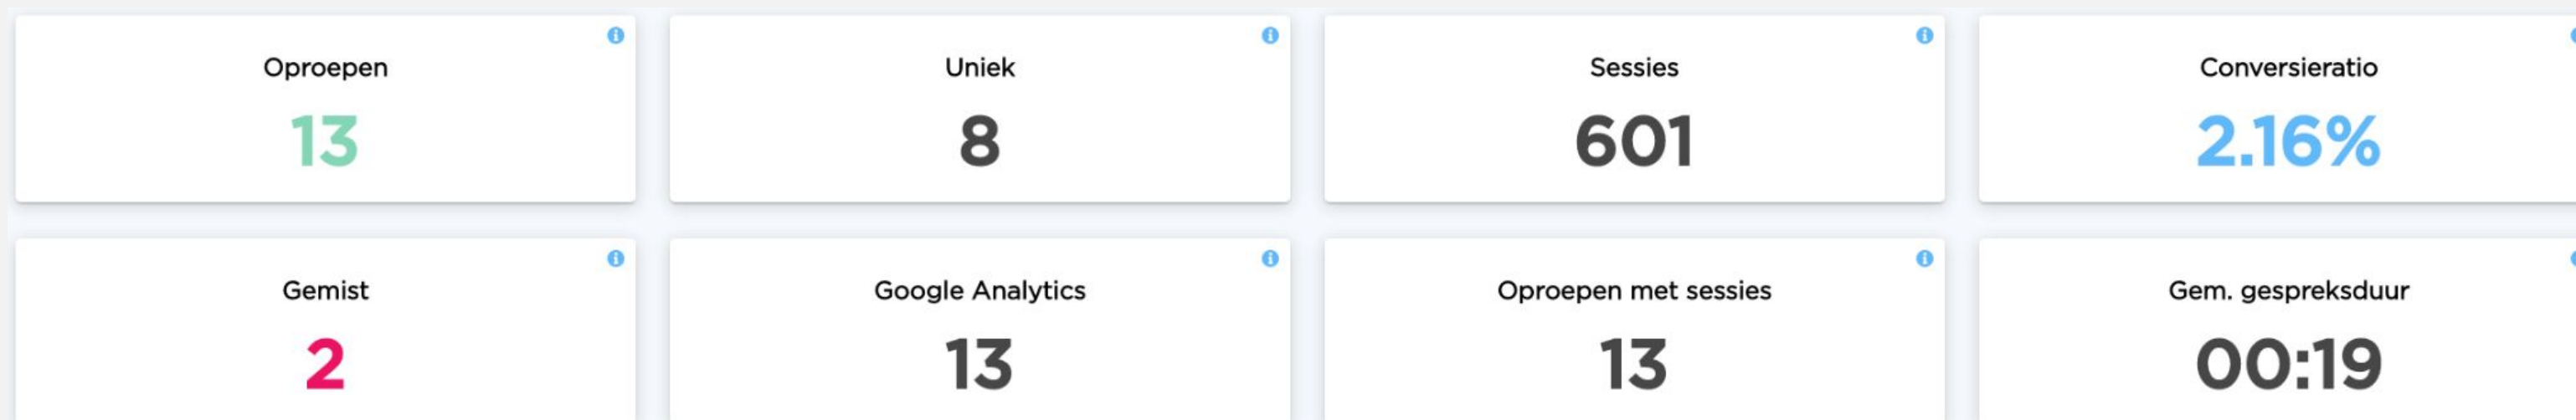 Oproepen
13
Uniek
8
Sessies
601
Conversieratio
2.16%
Gemist
2
Google Analytics
13
Oproepen met sessies
13
Gem. gespreksduur
00:19